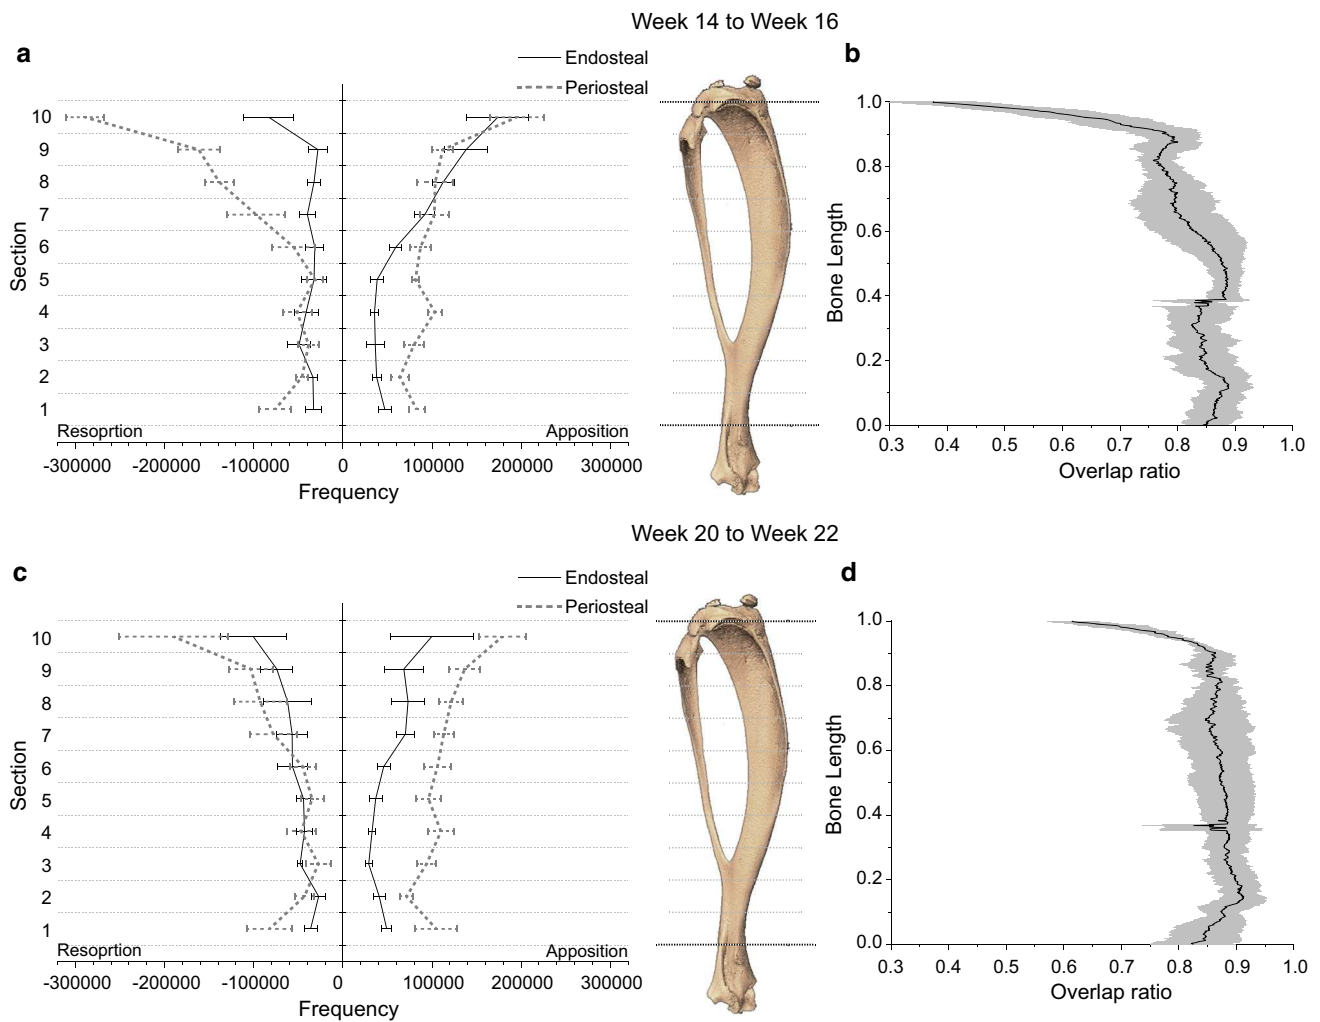 Week 14 to Week 16
a
Endosteal
Periosteal
b
Section
10
9
8
7
6
5
4
3
2
1
Resoprtion
Apposition
-300000 -200000 -100000 0 100000 200000 300000
Frequency
Bone Length
1.0
0.8
0.6
0.4
0.2
0.0
0.3 0.4 0.5 0.6 0.7 0.8 0.9 1.0
Overlap ratio
Week 20 to Week 22
c
Endosteal
Periosteal
d
Section
10
9
8
7
6
5
4
3
2
1
Resoprtion
Apposition
-300000 -200000 -100000 0 100000 200000 300000
Frequency
Bone Length
1.0
0.8
0.6
0.4
0.2
0.0
0.3 0.4 0.5 0.6 0.7 0.8 0.9 1.0
Overlap ratio